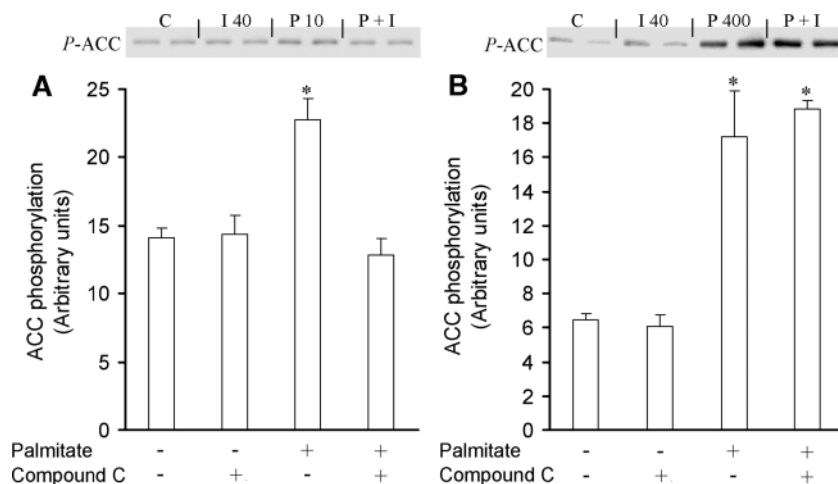 C | I 40 | P 10 | P + I
P-ACC
A
ACC phosphorylation
(Arbitrary units)
25
20
15
10
5
0
*
Palmitate - - + +
Compound C - + - +
C | I 40 | P 400 | P + I
P-ACC
B
ACC phosphorylation
(Arbitrary units)
20
18
16
14
12
10
8
6
4
2
0
* *
Palmitate - - + +
Compound C - + - +